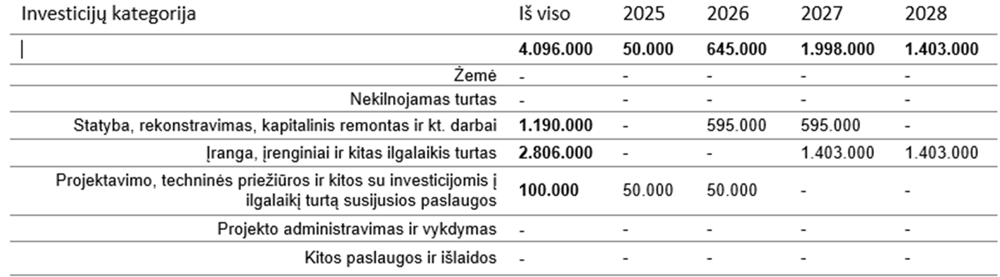 Investicijų kategorija Iš viso 2025 2026 2027 2028
4.096.000 50.000 645.000 1.998.000 1.403.000
Žemė - - - - -
Nekilnojamas turtas - - - - -
Statyba, rekonstravimas, kapitalinis remontas ir kt. darbai 1.190.000 - 595.000 595.000 -
Įranga, įrenginiai ir kitas ilgalaikis turtas 2.806.000 - - 1.403.000 1.403.000
Projektavimo, techninės priežiūros ir kitos su investicijomis į
ilgalaikį turtą susijusios paslaugos 100.000 50.000 50.000 - -
Projekto administravimas ir vykdymas - - - - -
Kitos paslaugos ir išlaidos - - - - -